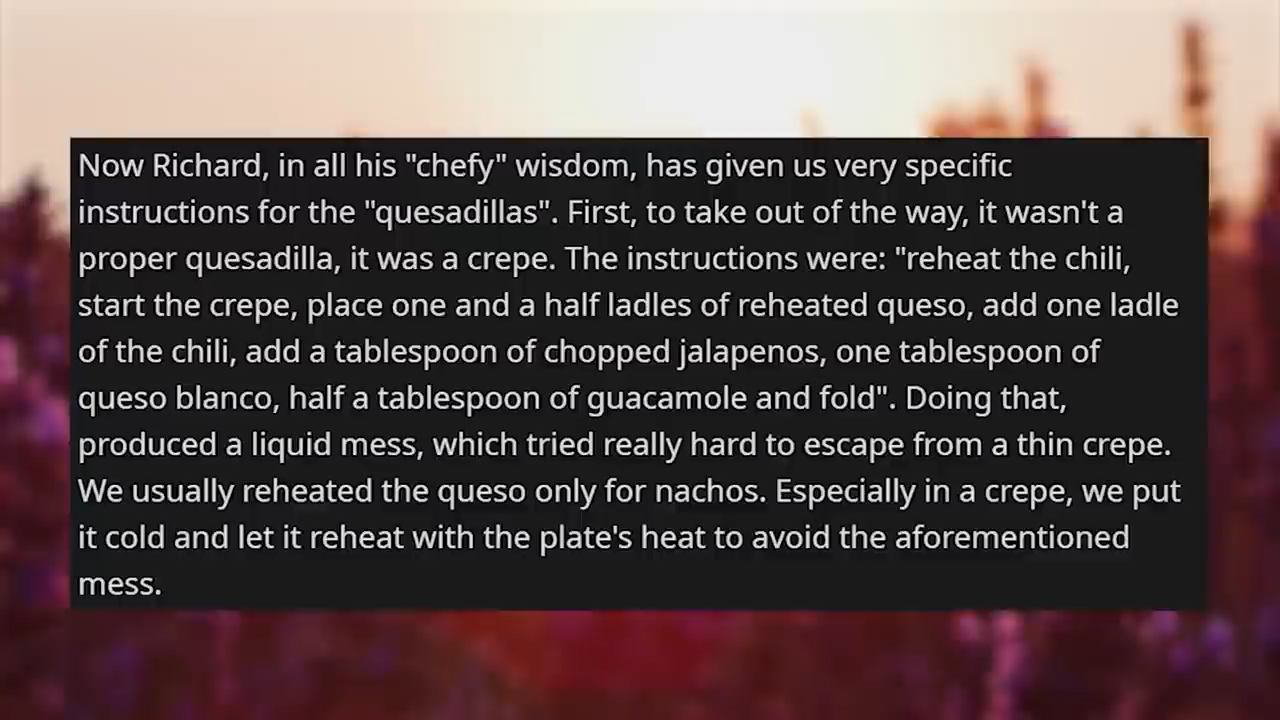 Now Richard, in all his "chefy" wisdom, has given us very specific
instructions for the "quesadillas". First, to take out of the way, it wasn't a
proper quesadilla, it was a crepe. The instructions were: "reheat the chili,
start the crepe, place one and a half ladles of reheated queso, add one ladle
of the chili, add a tablespoon of chopped jalapenos, one tablespoon of
queso blanco, half a tablespoon of guacamole and fold". Doing that,
produced a liquid mess, which tried really hard to escape from a thin crepe.
We usually reheated the queso only for nachos. Especially in a crepe, we put
it cold and let it reheat with the plate's heat to avoid the aforementioned
mess.